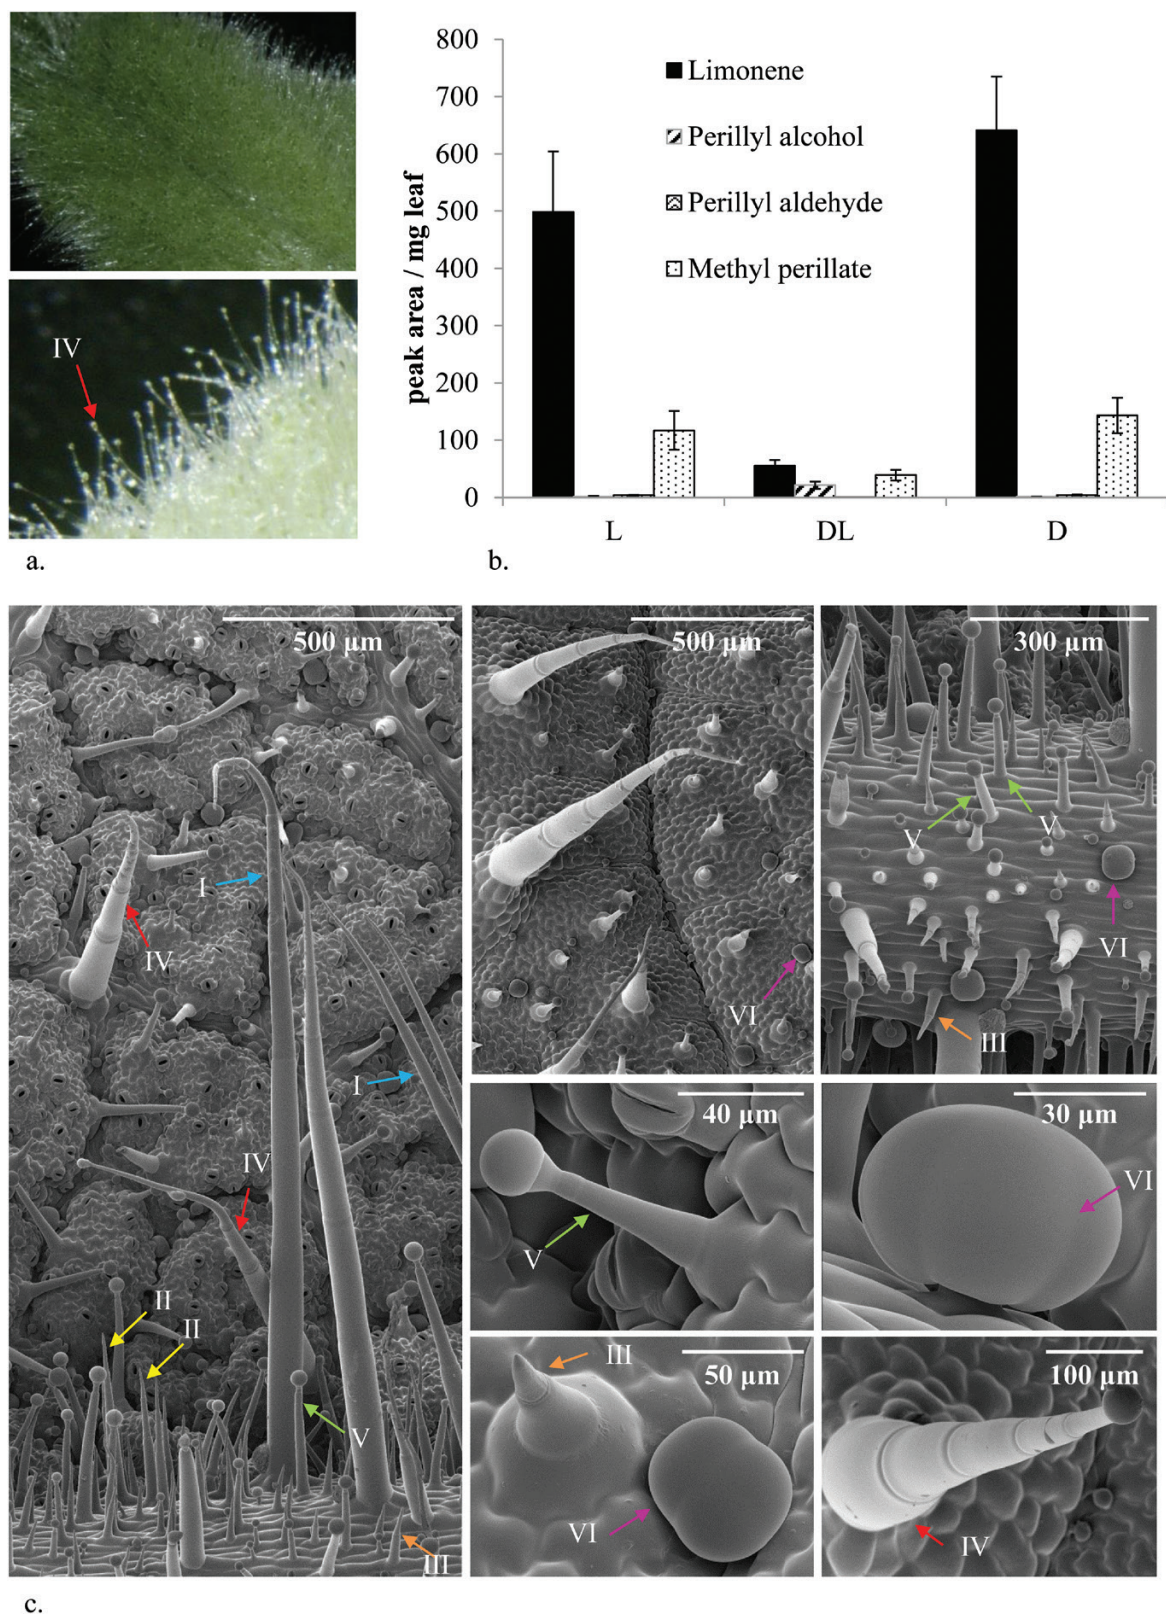 IV
a.
800
700
600
500
400
300
200
100
0
peak area / mg leaf
Limonene
Perillyl alcohol
Perillyl aldehyde
Methyl perillate
L DL D
b.
500 µm
I
IV
I
IV
II
II
V
III
500 µm
VI
300 µm
V V
VI
III
40 µm
V
30 µm
VI
III
50 µm
VI
100 µm
IV
c.